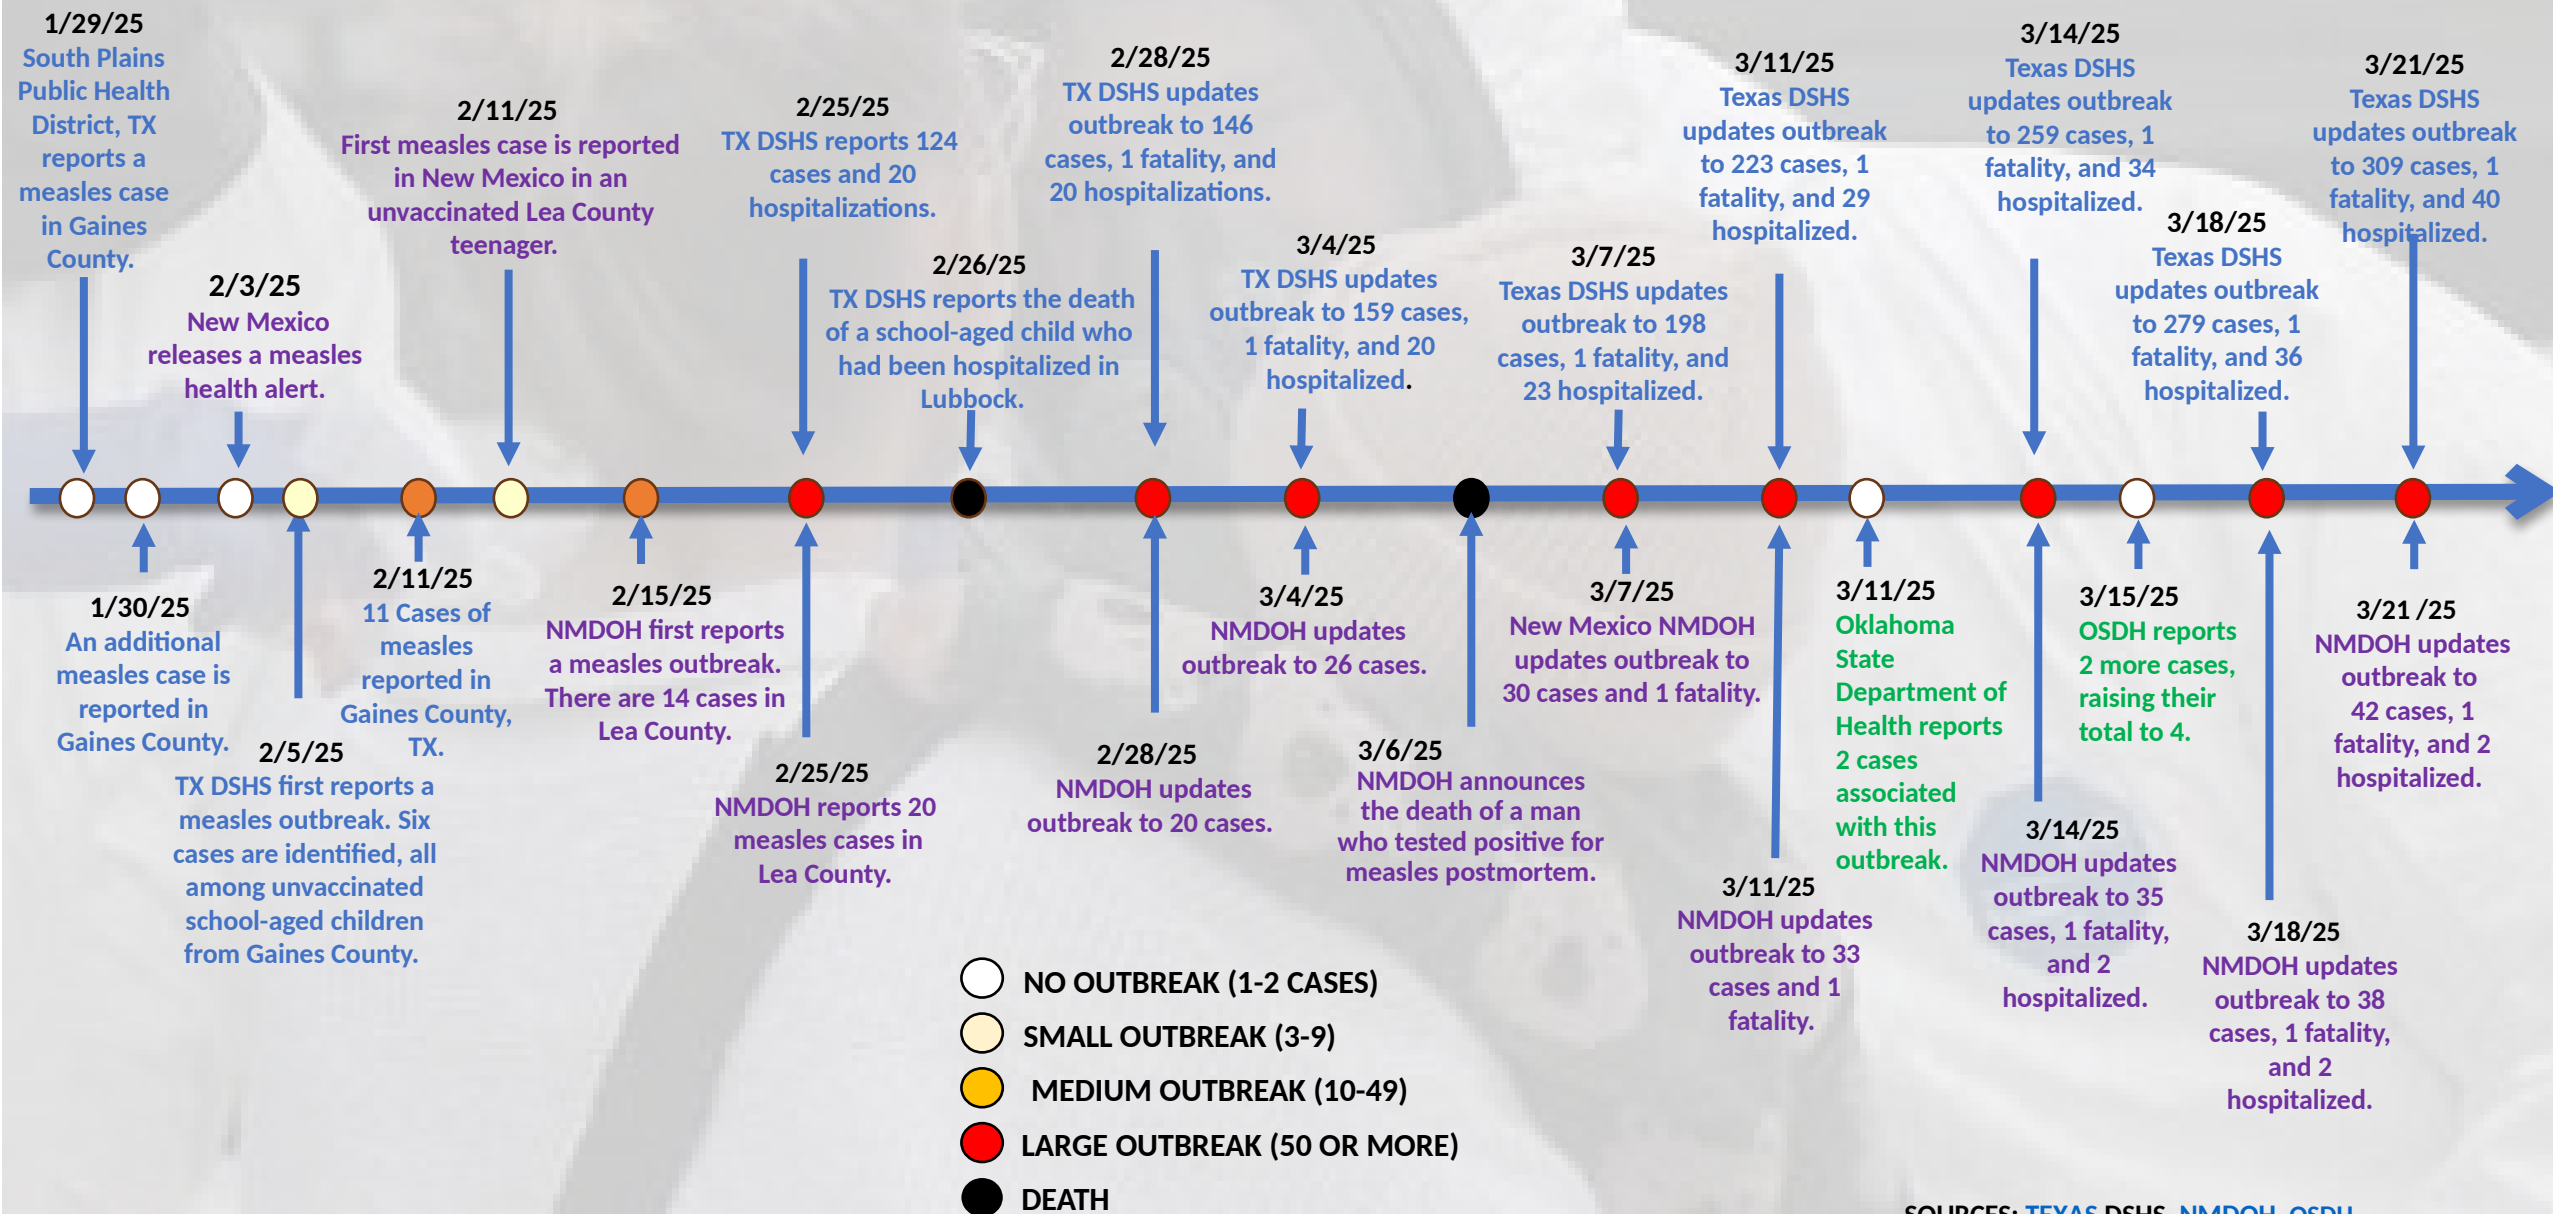 1/29/25
South Plains
Public Health
District, TX
reports a
measles case
in Gaines
County.
2/3/25
New Mexico
releases a measles
health alert.
2/11/25
First measles case is reported
in New Mexico in an
unvaccinated Lea County
teenager.
2/25/25
TX DSHS reports 124
cases and 20
hospitalizations.
2/26/25
TX DSHS reports the death
of a school-aged child who
had been hospitalized in
Lubbock.
2/28/25
TX DSHS updates
outbreak to 146
cases, 1 fatality, and
20 hospitalizations.
3/4/25
TX DSHS updates
outbreak to 159 cases,
1 fatality, and 20
hospitalized.
3/7/25
Texas DSHS updates
outbreak to 198
cases, 1 fatality, and
23 hospitalized.
3/11/25
Texas DSHS
updates outbreak
to 223 cases, 1
fatality, and 29
hospitalized.
3/14/25
Texas DSHS
updates outbreak
to 259 cases, 1
fatality, and 34
hospitalized.
3/18/25
Texas DSHS
updates outbreak
to 279 cases, 1
fatality, and 36
hospitalized.
3/21/25
Texas DSHS
updates outbreak
to 309 cases, 1
fatality, and 40
hospitalized.
1/30/25
An additional
measles case is
reported in
Gaines County.
2/5/25
TX DSHS first reports a
measles outbreak. Six
cases are identified, all
among unvaccinated
school-aged children
from Gaines County.
2/11/25
11 Cases of
measles
reported in
Gaines County,
TX.
2/15/25
NMDOH first reports
a measles outbreak.
There are 14 cases in
Lea County.
2/25/25
NMDOH reports 20
measles cases in
Lea County.
2/28/25
NMDOH updates
outbreak to 20 cases.
3/4/25
NMDOH updates
outbreak to 26 cases.
3/6/25
NMDOH announces
the death of a man
who tested positive for
measles postmortem.
3/7/25
New Mexico NMDOH
updates outbreak to
30 cases and 1 fatality.
3/11/25
NMDOH updates
outbreak to 33
cases and 1
fatality.
3/11/25
Oklahoma
State
Department of
Health reports
2 cases
associated
with this
outbreak.
3/14/25
NMDOH updates
outbreak to 35
cases, 1 fatality,
and 2
hospitalized.
3/15/25
OSDH reports
2 more cases,
raising their
total to 4.
3/18/25
NMDOH updates
outbreak to 38
cases, 1 fatality,
and 2
hospitalized.
3/21 /25
NMDOH updates
outbreak to
42 cases, 1
fatality, and 2
hospitalized.
NO OUTBREAK (1-2 CASES)
SMALL OUTBREAK (3-9)
MEDIUM OUTBREAK (10-49)
LARGE OUTBREAK (50 OR MORE)
DEATH
SOURCES: TEXAS DSHS, NMDOH, OSDH